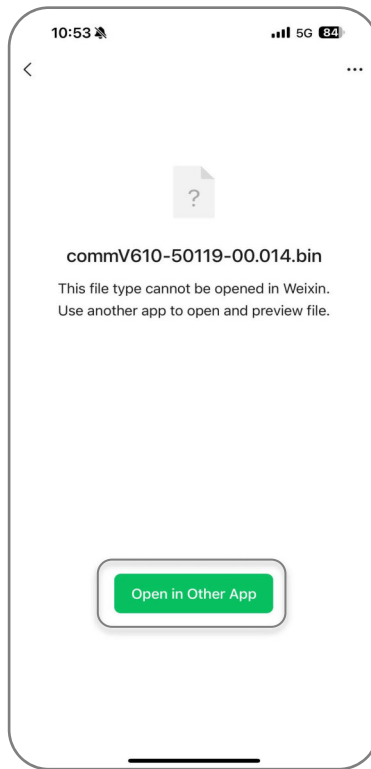 10:53 5G 84
?
commV610-50119-00.014.bin
This file type cannot be opened in Weixin.
Use another app to open and preview file.
Open in Other App